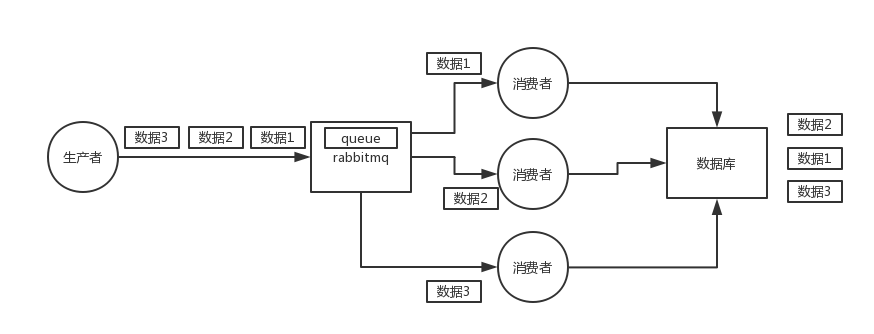 生产者
数据3
数据2
数据1
queue
rabbitmq
数据1
消费者
数据2
消费者
数据3
消费者
数据库
数据2
数据1
数据3